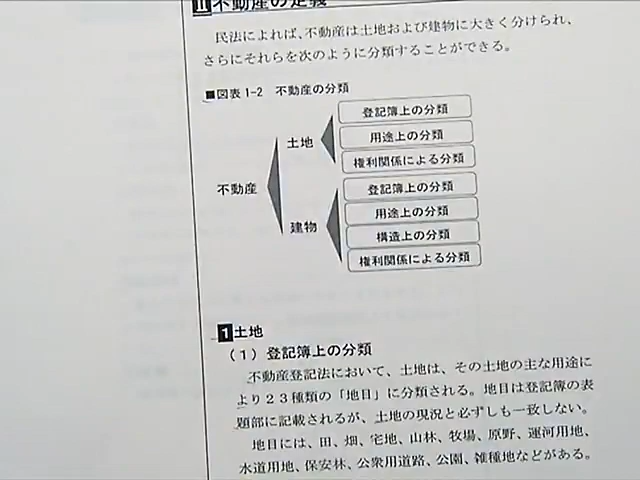 II 不動産の定義
民法によれば、不動産は土地および建物に大きく分けられ、
さらにそれらを次のように分類することができる。
■図表1-2 不動産の分類
不動産
土地
登記簿上の分類
用途上の分類
権利関係による分類
建物
登記簿上の分類
用途上の分類
構造上の分類
権利関係による分類
1 土地
(1) 登記簿上の分類
不動産登記法において、土地は、その土地の主な用途に
より23種類の「地目」に分類される。地目は登記簿の表
題部に記載されるが、土地の現況と必ずしも一致しない。
地目には、田、畑、宅地、山林、牧場、原野、運河用地、
水道用地、保安林、公衆用道路、公園、雑種地などがある。